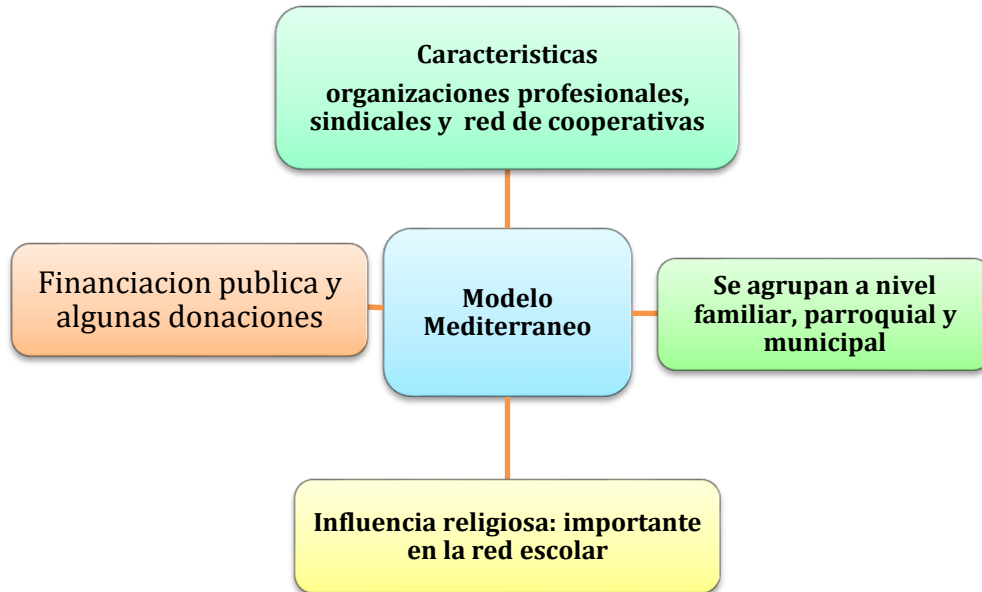 Caracteristicas
organizaciones profesionales,
sindicales y red de cooperativas
Financiacion publica y
algunas donaciones
Modelo
Mediterraneo
Se agrupan a nivel
familiar, parroquial y
municipal
Influencia religiosa: importante
en la red escolar